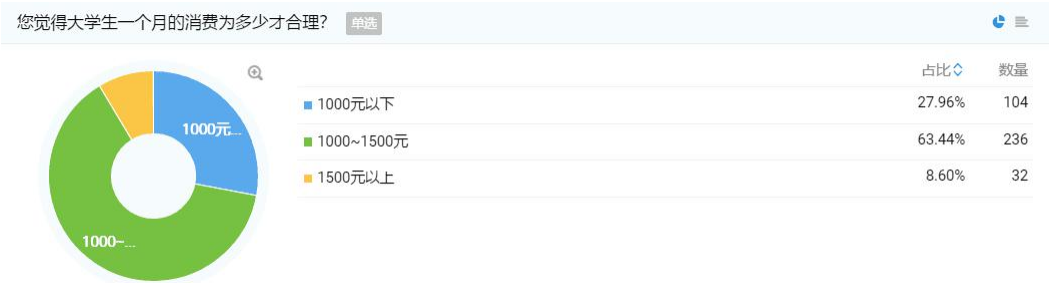 您觉得大学生一个月的消费为多少才合理？ 单选
占比 数量
1000元以下 27.96% 104
1000~1500元 63.44% 236
1500元以上 8.60% 32
1000元...
1000~...